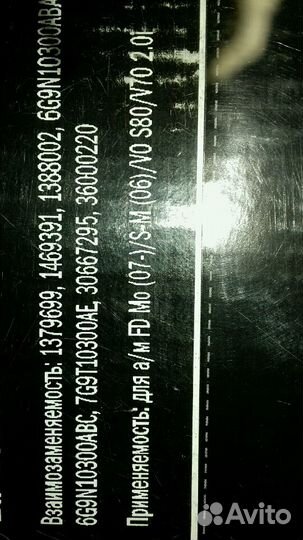 Взаимозаменяемость: 1379699, 1469391, 1388002, 6G9N10300ABA
6G9N10300ABC, 7G9T10300AE, 30667295, 36000220
Применяемость: для а/м FD Mo (07-)/S-M (06)/VO S80/V70 2.0i
Avito